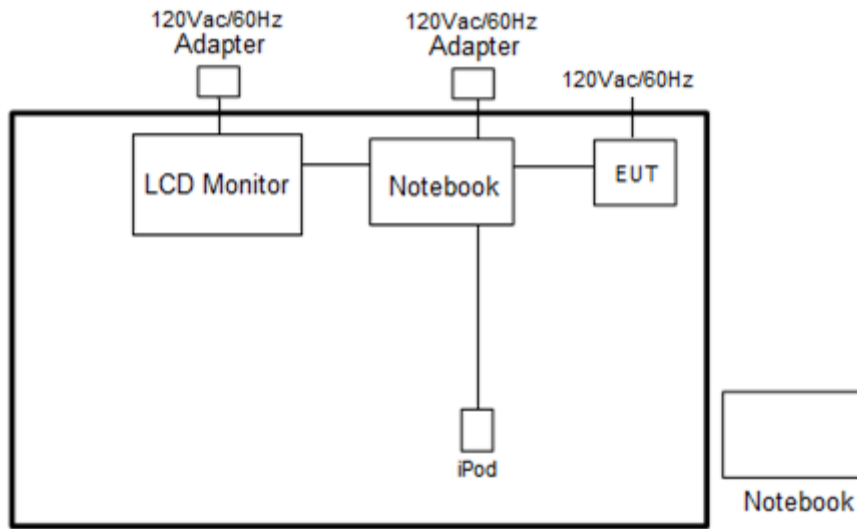 120Vac/60Hz
Adapter
120Vac/60Hz
Adapter
120Vac/60Hz
LCD Monitor
Notebook
EUT
iPod
Notebook